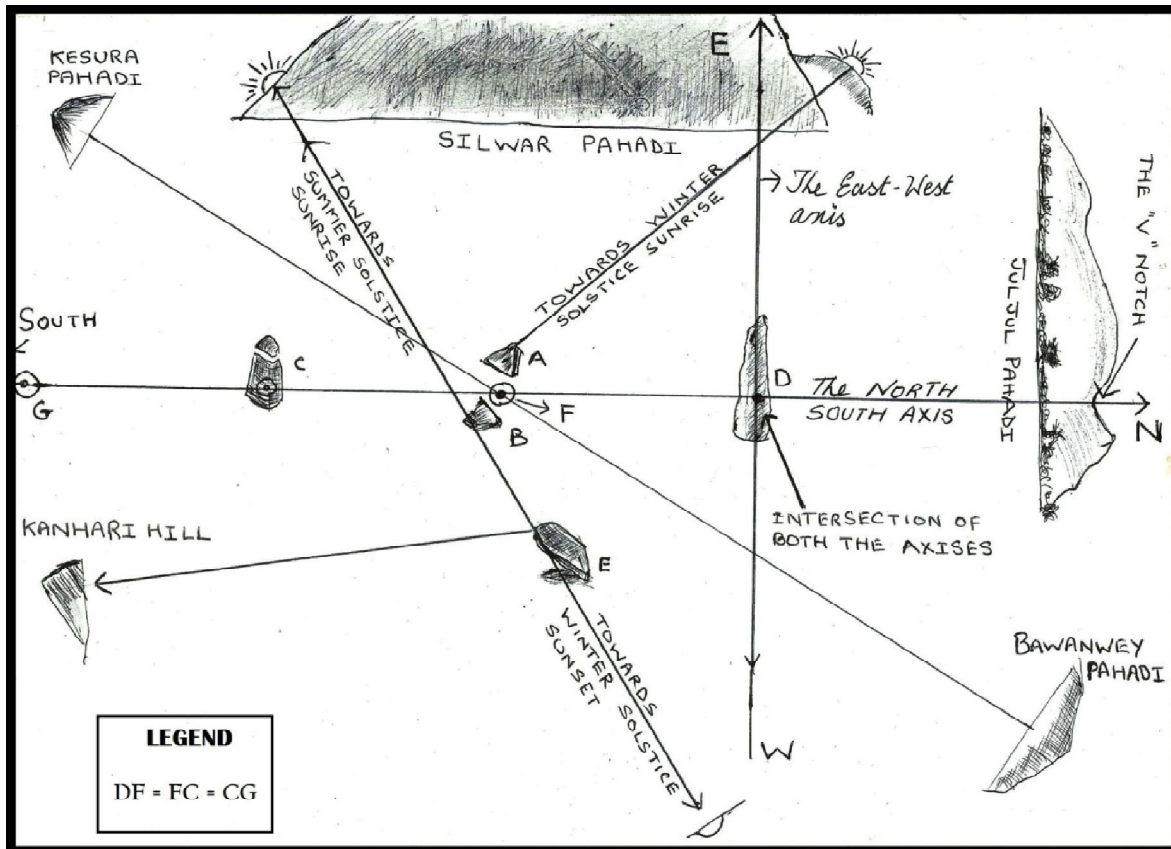 KESURA
PAHADI
E
SILWAR PAHADI
TOWARDS
SUMMER SOLSTICE
SUNRISE
TOWARDS WINTER
SOLSTICE SUNRISE
The East-West
axis
THE "V" NOTCH
JULJUL PAHADI
SOUTH
G
C
A
B
F
D
The NORTH
SOUTH AXIS
N
KANHARI HILL
E
INTERSECTION OF
BOTH THE AXISES
TOWARDS
WINTER SOLSTICE
SUNSET
W
BAWANWEY
PAHADI
LEGEND
DF = FC = CG